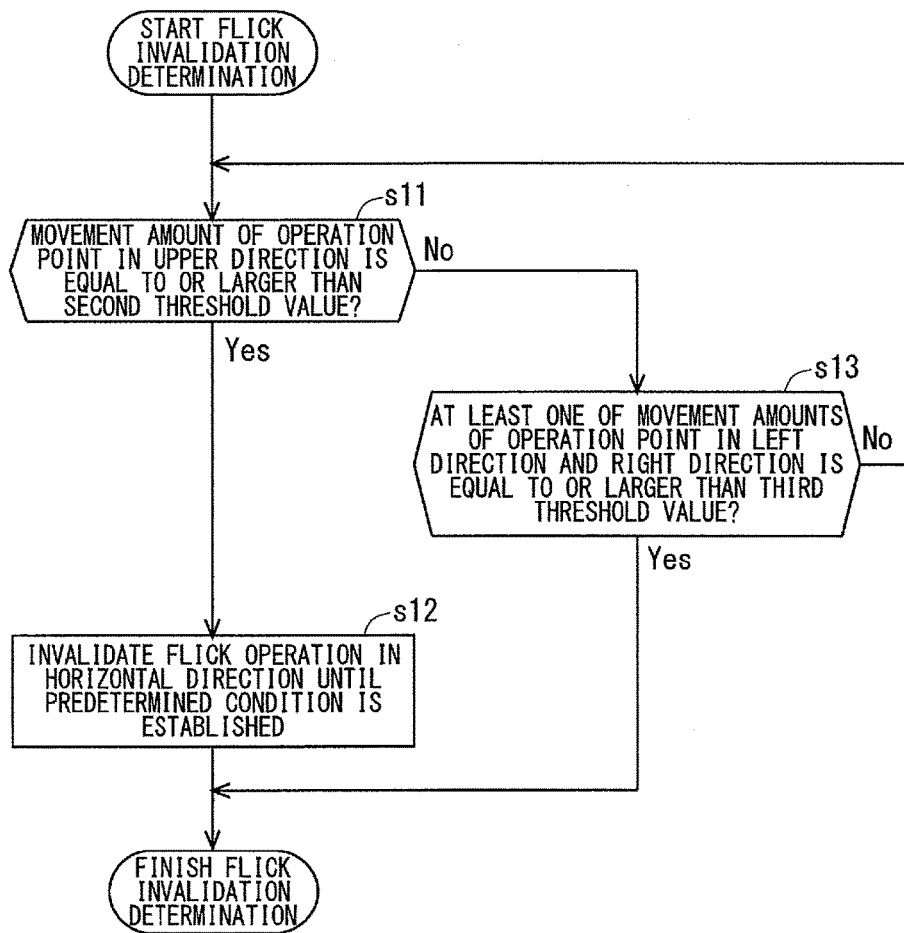 START FLICK
INVALIDATION
DETERMINATION
s11
MOVEMENT AMOUNT OF OPERATION
POINT IN UPPER DIRECTION IS
EQUAL TO OR LARGER THAN
SECOND THRESHOLD VALUE?
No
Yes
s13
AT LEAST ONE OF MOVEMENT AMOUNTS
OF OPERATION POINT IN LEFT
DIRECTION AND RIGHT DIRECTION IS
EQUAL TO OR LARGER THAN THIRD
THRESHOLD VALUE?
No
Yes
s12
INVALIDATE FLICK OPERATION IN
HORIZONTAL DIRECTION UNTIL
PREDETERMINED CONDITION IS
ESTABLISHED
FINISH FLICK
INVALIDATION
DETERMINATION